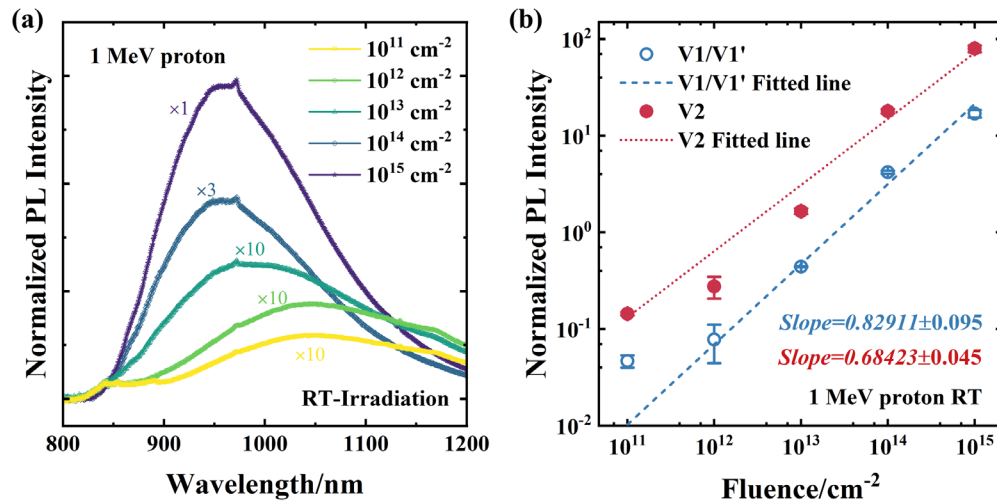 (a)
1 MeV proton
10¹¹ cm⁻²
10¹² cm⁻²
10¹³ cm⁻²
10¹⁴ cm⁻²
10¹⁵ cm⁻²
×1
×3
×10
×10
×10
RT-Irradiation
Normalized PL Intensity
800
900
1000
1100
1200
Wavelength/nm
(b)
V1/V1'
V1/V1' Fitted line
V2
V2 Fitted line
Slope=0.82911±0.095
Slope=0.68423±0.045
1 MeV proton RT
Normalized PL Intensity
10²
10¹
10⁰
10⁻¹
10⁻²
10¹¹
10¹²
10¹³
10¹⁴
10¹⁵
Fluence/cm⁻²